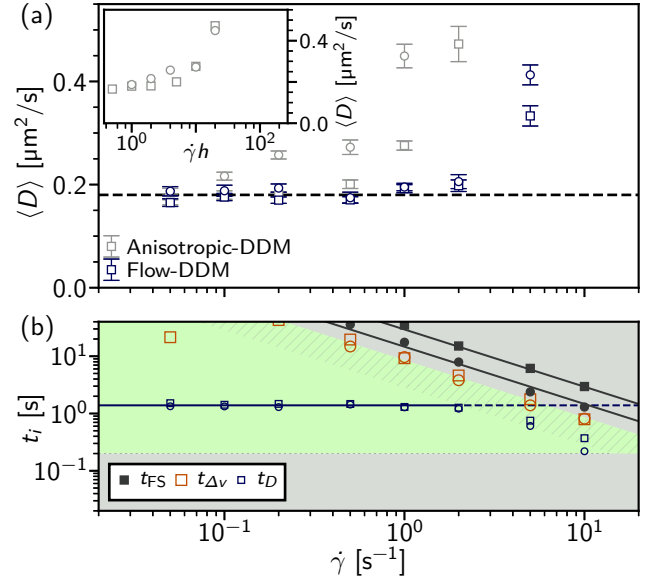 (a)
0.4
0.2
0.0
⟨D⟩ [μm²/s]
0.4
0.0
⟨D⟩ [μm²/s]
10⁰ 10²
γ̇h
Anisotropic-DDM
Flow-DDM
(b)
10¹
10⁰
10⁻¹
tᵢ [s]
t_FS t_Δv t_D
10⁻¹ 10⁰ 10¹
γ̇ [s⁻¹]